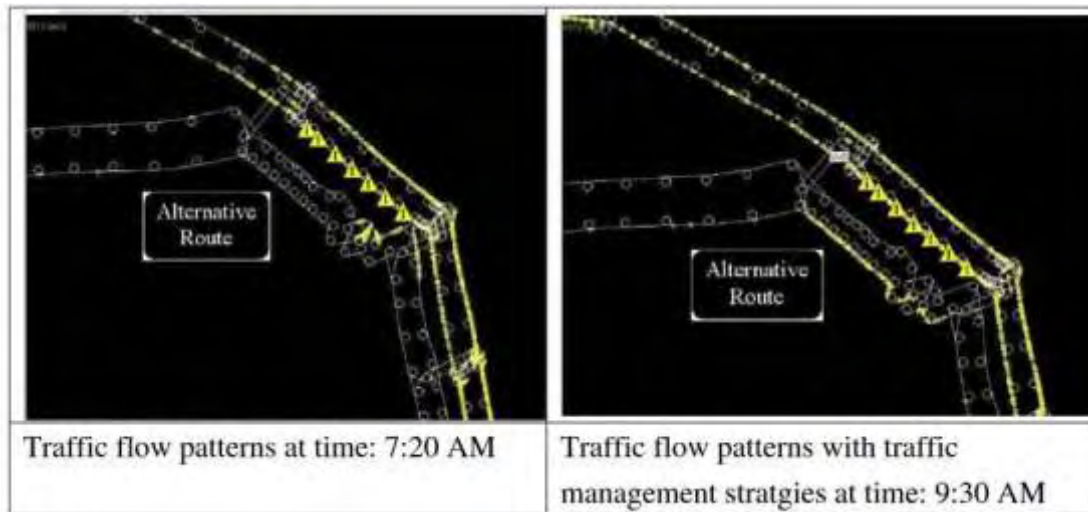 Alternative
Route
Alternative
Route
Traffic flow patterns at time: 7:20 AM
Traffic flow patterns with traffic
management stratgies at time: 9:30 AM